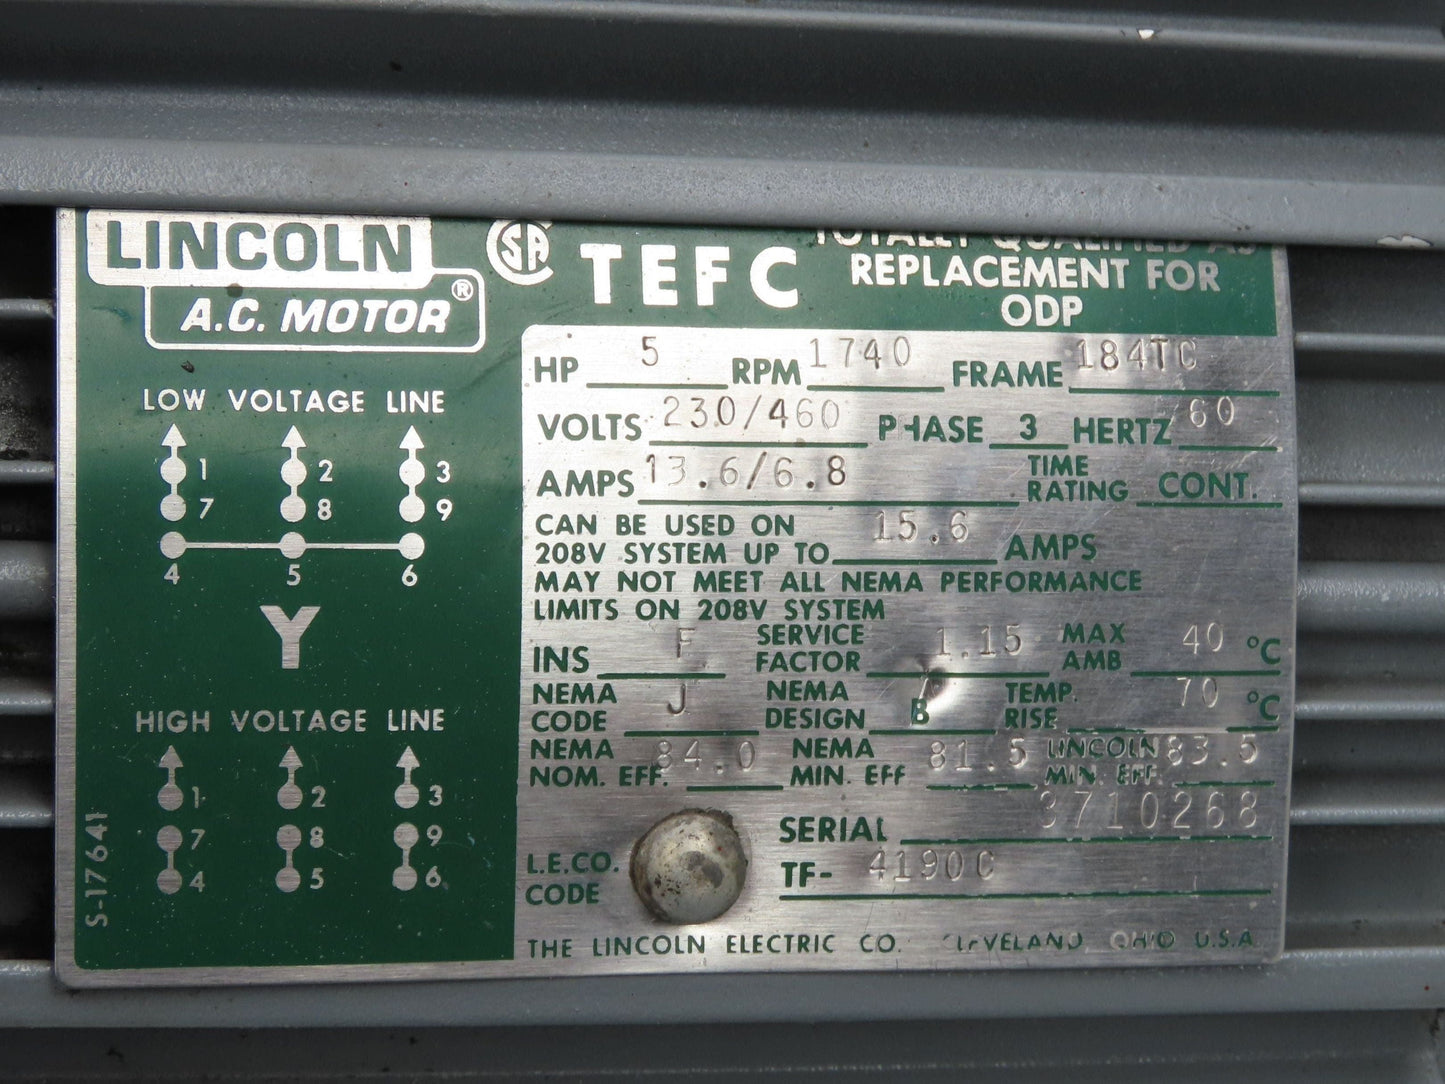 LINCOLN
A.C. MOTOR ®
SA
TEFC
TOTALLY QUALIFIED AS
REPLACEMENT FOR
ODP
LOW VOLTAGE LINE
1 2 3
7 8 9
4 5 6
Y
HIGH VOLTAGE LINE
1 2 3
7 8 9
4 5 6
S-17641
HP 5 RPM 1740 FRAME 184TC
VOLTS 230/460 PHASE 3 HERTZ 60
AMPS 13.6/6.8 TIME RATING CONT.
CAN BE USED ON
208V SYSTEM UP TO 15.6 AMPS
MAY NOT MEET ALL NEMA PERFORMANCE
LIMITS ON 208V SYSTEM
INS F SERVICE FACTOR 1.15 MAX AMB 40 °C
NEMA CODE J NEMA DESIGN B TEMP. RISE 70 °C
NEMA NOM. EFF. 84.0 NEMA MIN. EFF 81.5 LINCOLN MIN. EFF. 83.5
SERIAL 3710268
L.E.CO. CODE TF- 4190C
THE LINCOLN ELECTRIC CO. CLEVELAND OHIO U.S.A.